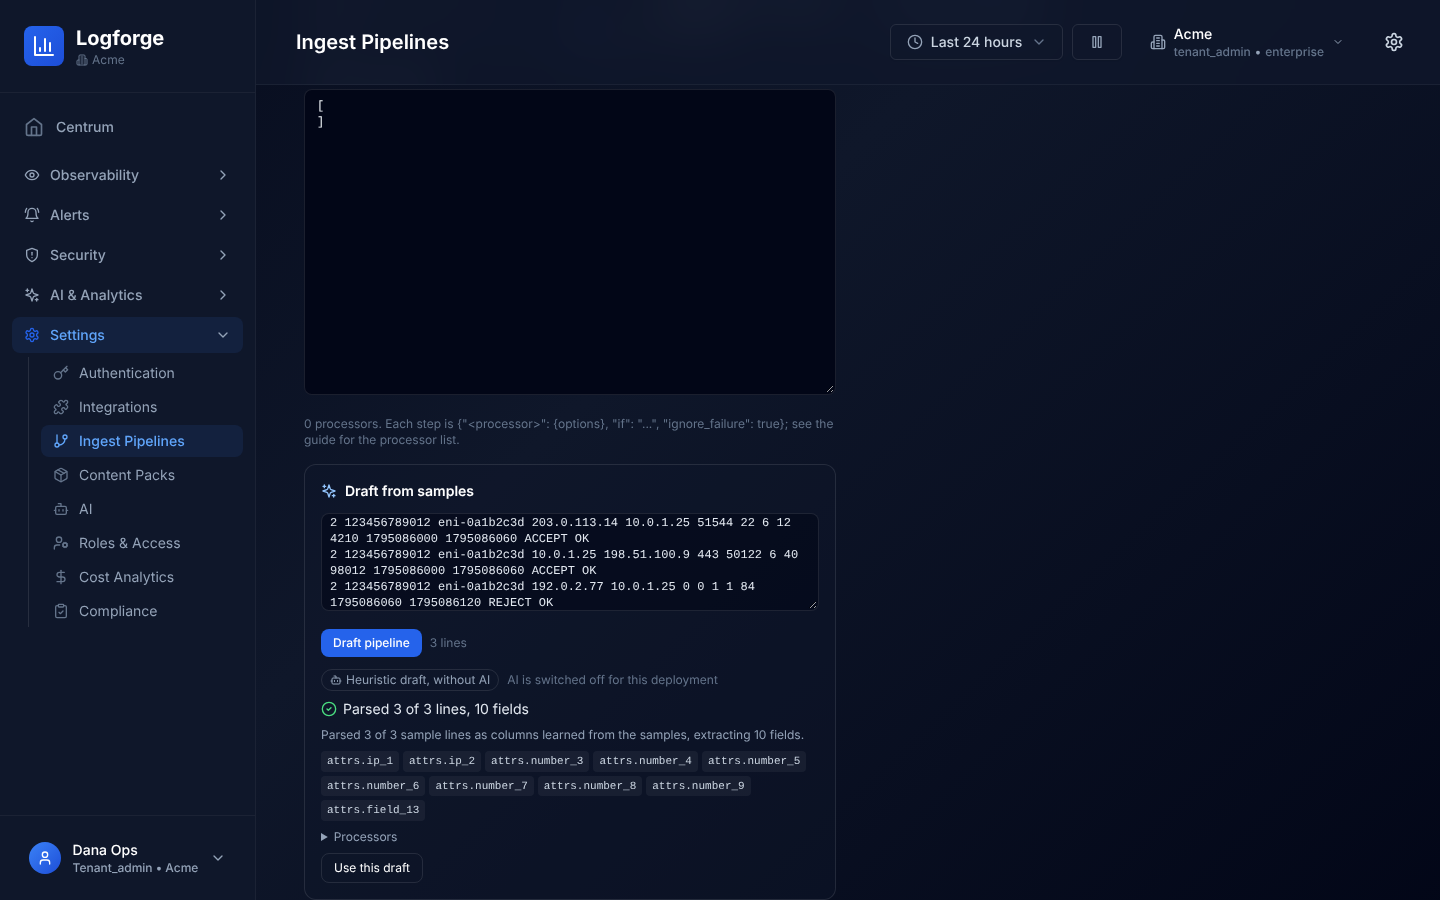 Logforge
Acme
Ingest Pipelines
Last 24 hours
Acme
tenant_admin • enterprise
Centrum
Observability
Alerts
Security
AI & Analytics
Settings
Authentication
Integrations
Ingest Pipelines
Content Packs
AI
Roles & Access
Cost Analytics
Compliance
Dana Ops
Tenant_admin • Acme
[
]
0 processors. Each step is {"<processor>": {options}, "if": "...", "ignore_failure": true}; see the
guide for the processor list.
Draft from samples
2 123456789012 eni-0a1b2c3d 203.0.113.14 10.0.1.25 51544 22 6 12
4210 1795086000 1795086060 ACCEPT OK
2 123456789012 eni-0a1b2c3d 10.0.1.25 198.51.100.9 443 50122 6 40
98012 1795086000 1795086060 ACCEPT OK
2 123456789012 eni-0a1b2c3d 192.0.2.77 10.0.1.25 0 0 1 1 84
1795086060 1795086120 REJECT OK
Draft pipeline
3 lines
Heuristic draft, without AI
AI is switched off for this deployment
Parsed 3 of 3 lines, 10 fields
Parsed 3 of 3 sample lines as columns learned from the samples, extracting 10 fields.
attrs.ip_1 attrs.ip_2 attrs.number_3 attrs.number_4 attrs.number_5
attrs.number_6 attrs.number_7 attrs.number_8 attrs.number_9
attrs.field_13
Processors
Use this draft